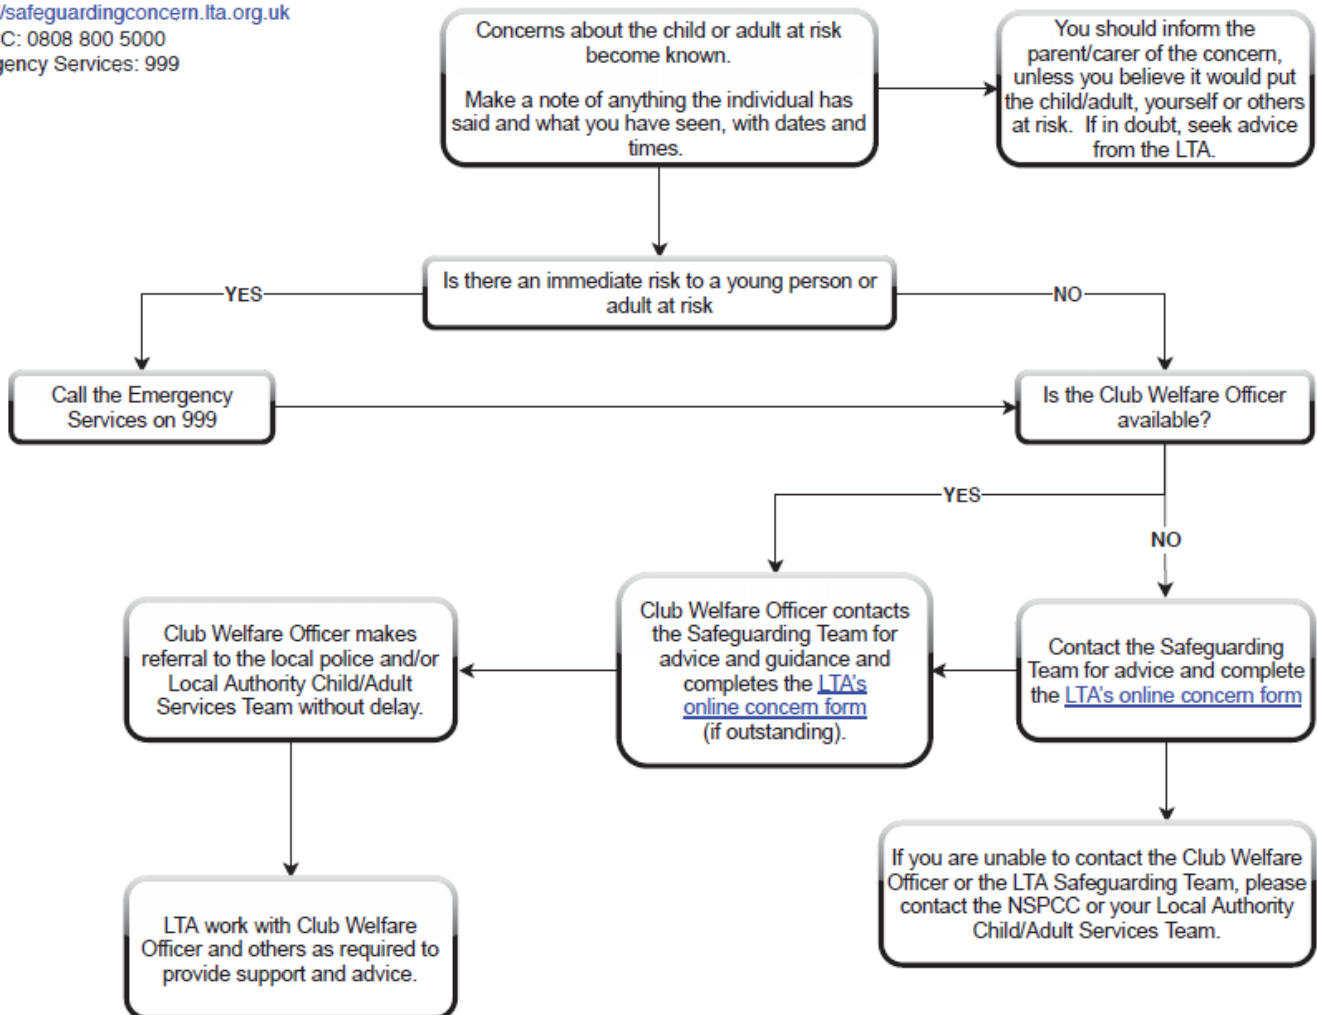 /safeguardingconcern.lta.org.uk
C: 0808 800 5000
gency Services: 999
Concerns about the child or adult at risk
become known.
Make a note of anything the individual has
said and what you have seen, with dates and
times.
You should inform the
parent/carer of the concern,
unless you believe it would put
the child/adult, yourself or others
at risk. If in doubt, seek advice
from the LTA.
Is there an immediate risk to a young person or
adult at risk
YES
NO
Call the Emergency
Services on 999
Is the Club Welfare Officer
available?
YES
NO
Club Welfare Officer makes
referral to the local police and/or
Local Authority Child/Adult
Services Team without delay.
Club Welfare Officer contacts
the Safeguarding Team for
advice and guidance and
completes the LTA's
online concern form
(if outstanding).
Contact the Safeguarding
Team for advice and complete
the LTA's online concern form
If you are unable to contact the Club Welfare
Officer or the LTA Safeguarding Team, please
contact the NSPCC or your Local Authority
Child/Adult Services Team.
LTA work with Club Welfare
Officer and others as required to
provide support and advice.